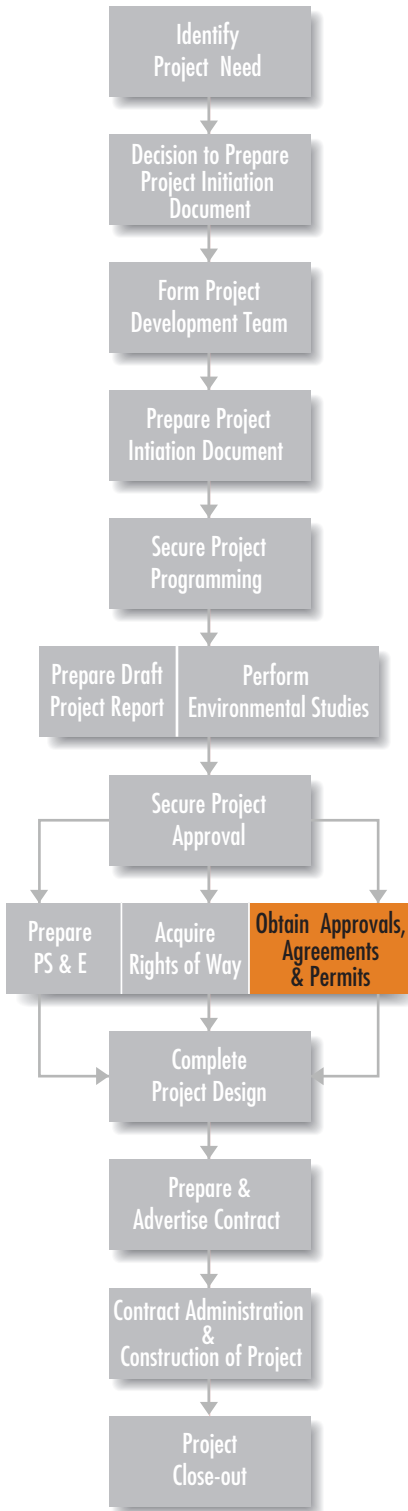 Identify
Project Need
Decision to Prepare
Project Initiation
Document
Form Project
Development Team
Prepare Project
Intiation Document
Secure Project
Programming
Prepare Draft
Project Report
Perform
Environmental Studies
Secure Project
Approval
Prepare
PS & E
Acquire
Rights of Way
Obtain Approvals,
Agreements
& Permits
Complete
Project Design
Prepare &
Advertise Contract
Contract Administration
&
Construction of Project
Project
Close-out